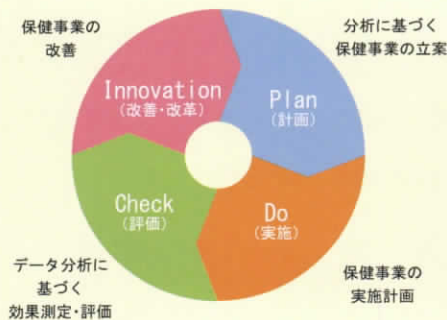 保健事業の
改善
分析に基づく
保健事業の立案
Innovation
(改善・改革)
Plan
(計画)
Check
(評価)
Do
(実施)
データ分析に
基づく
効果測定・評価
保健事業の
実施計画